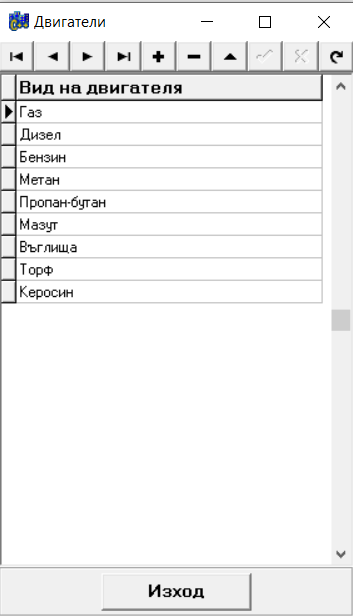 Двигатели
Вид на двигателя
Газ
Дизел
Бензин
Метан
Пропан-бутан
Мазут
Въглища
Торф
Керосин
Изход